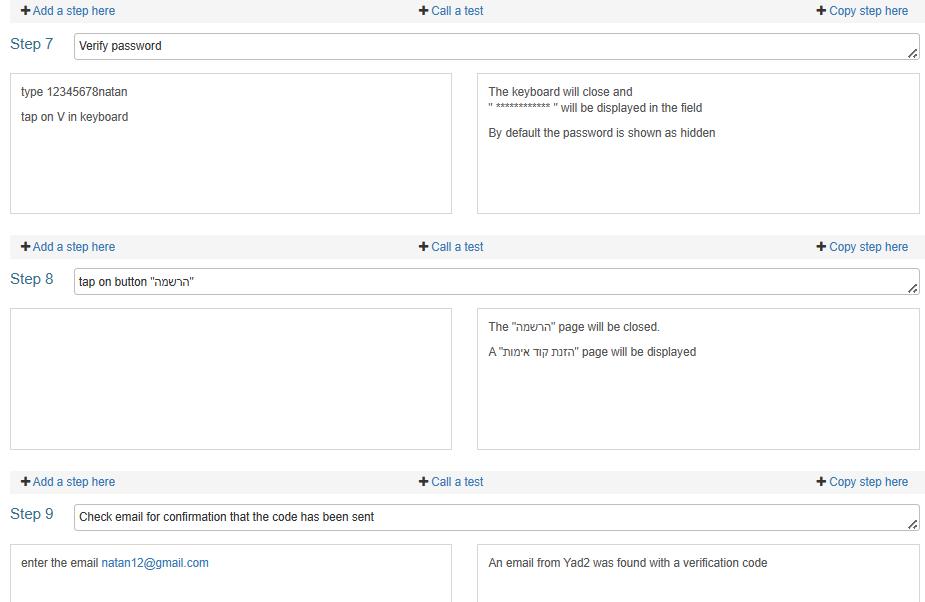 Add a step here Call a test Copy step here
Step 7 Verify password
type 12345678natan
tap on V in keyboard
The keyboard will close and
" ************ " will be displayed in the field
By default the password is shown as hidden
Add a step here Call a test Copy step here
Step 8 tap on button "הרשמה"
The "הרשמה" page will be closed.
A "הזנת קוד אימות" page will be displayed
Add a step here Call a test Copy step here
Step 9 Check email for confirmation that the code has been sent
enter the email natan12@gmail.com
An email from Yad2 was found with a verification code